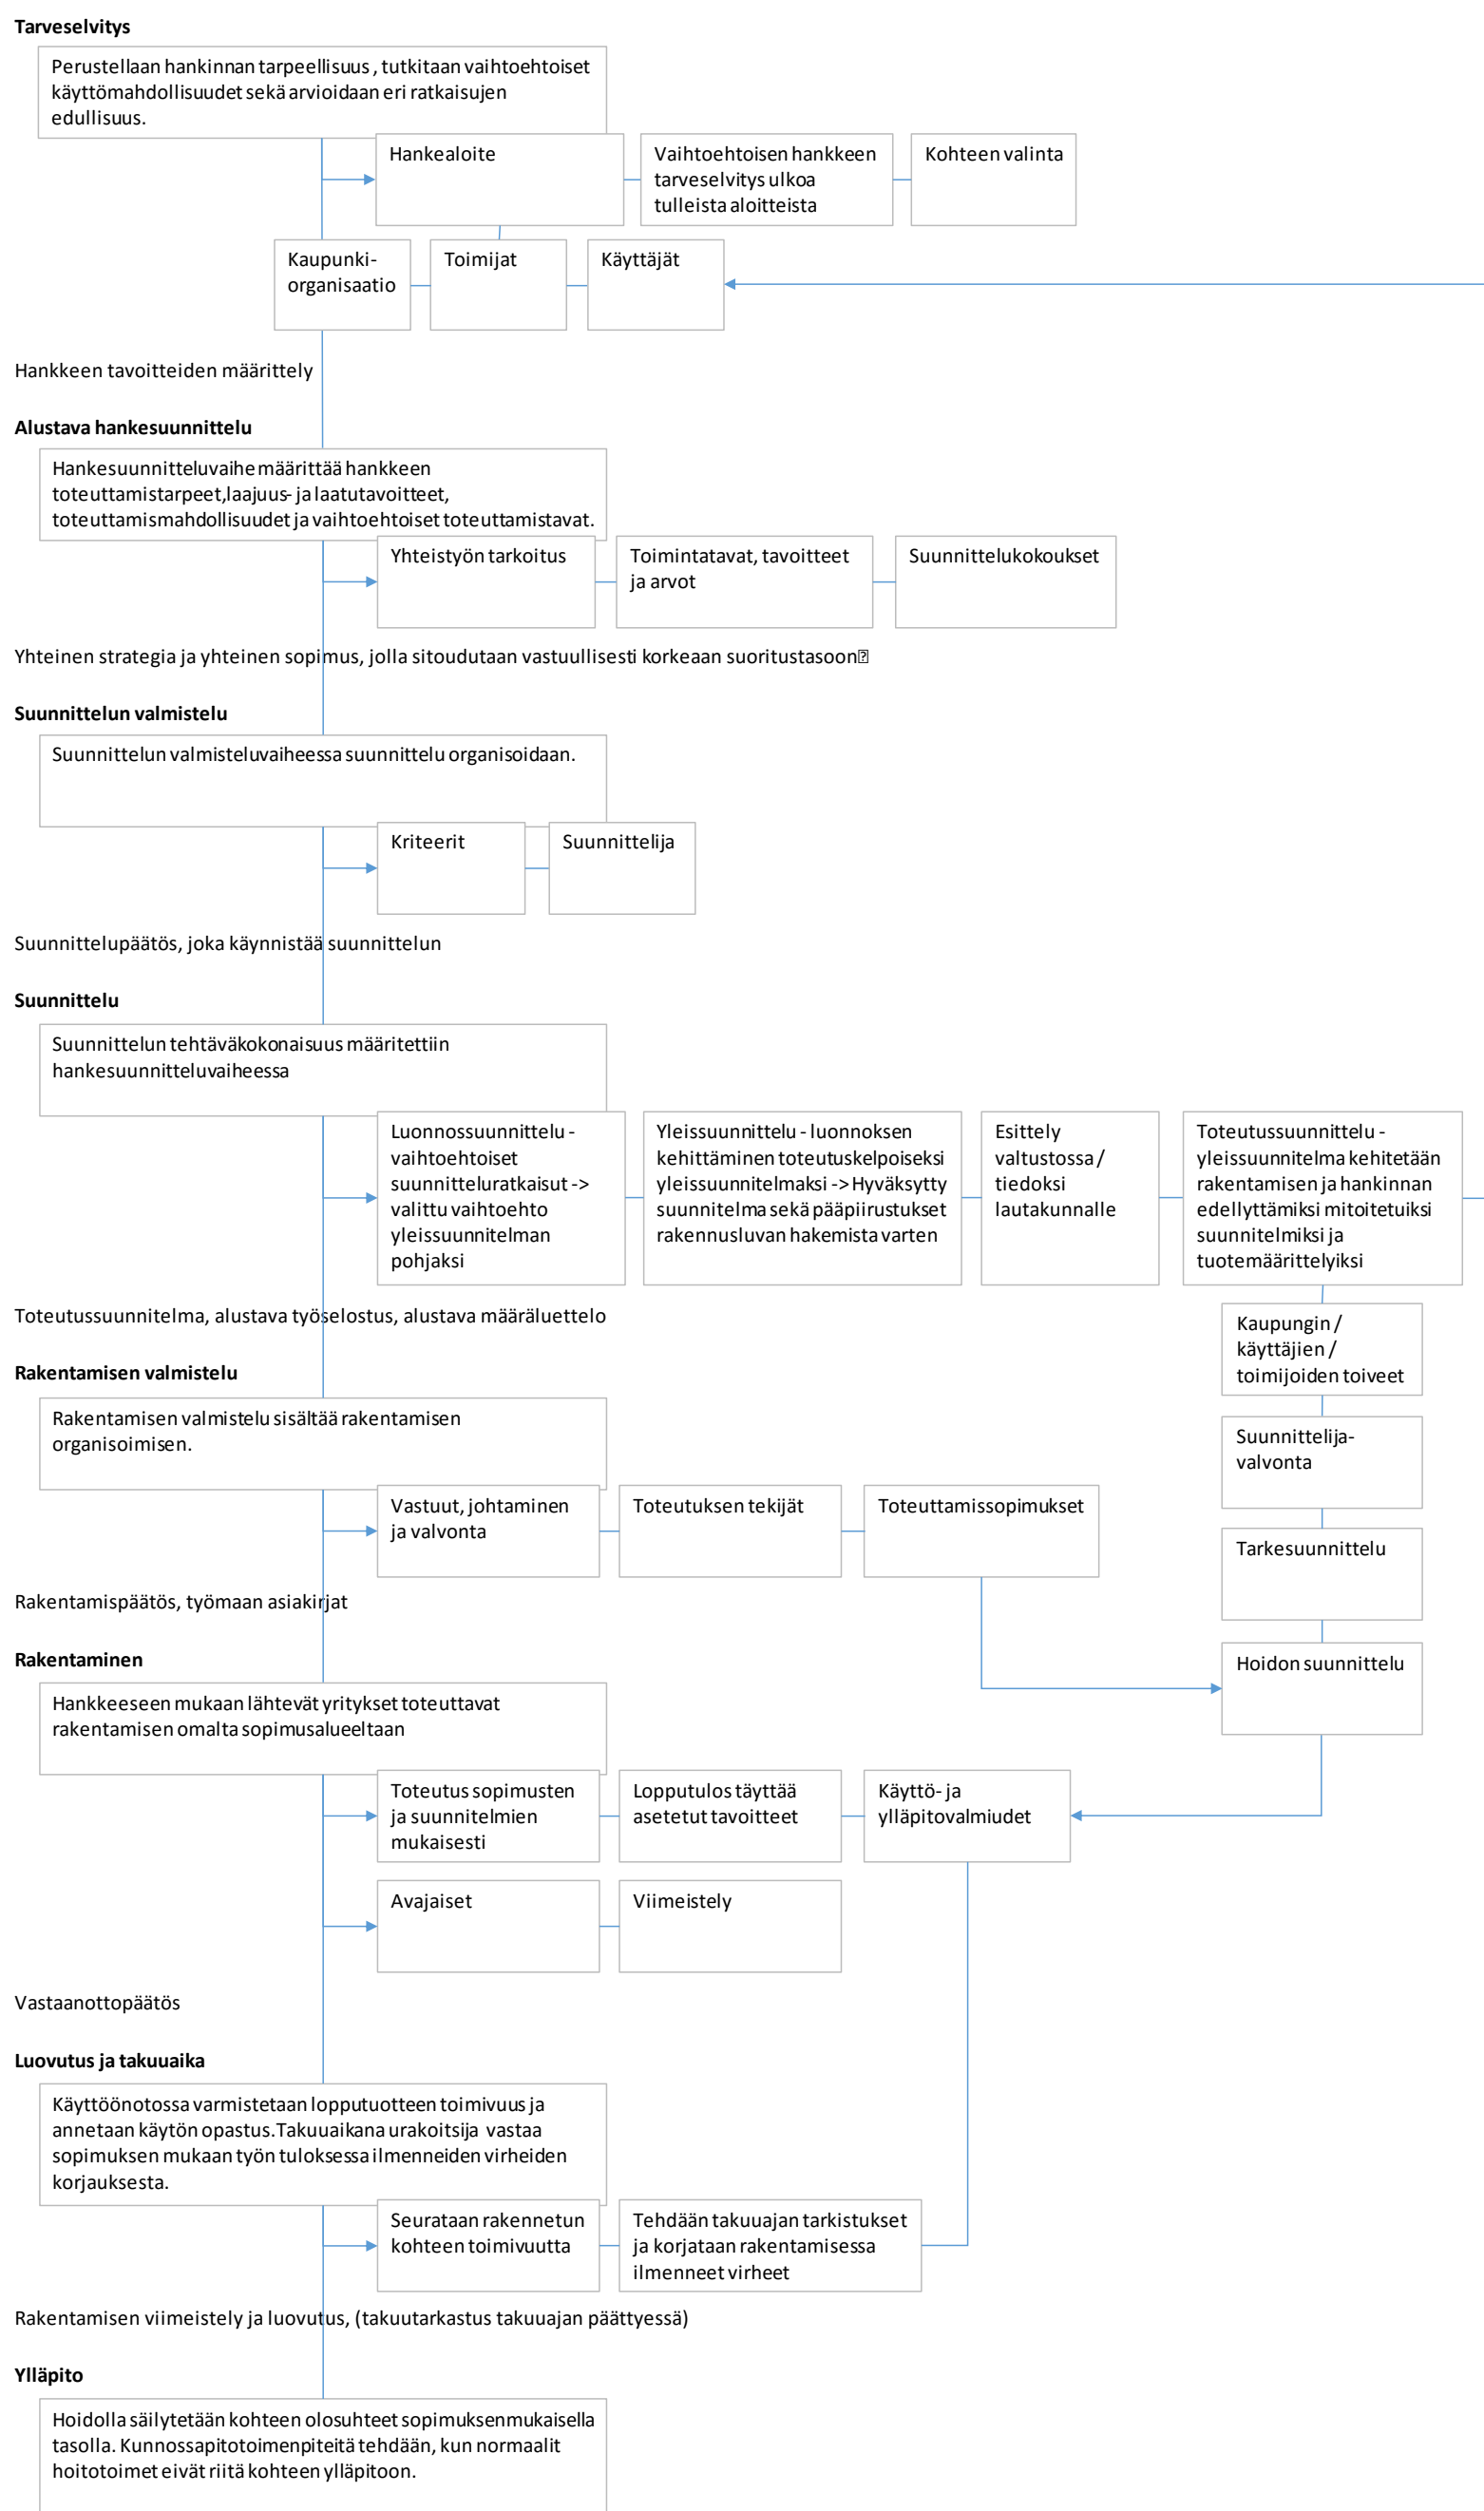 Tarveselvitys
Perustellaan hankinnan tarpeellisuus , tutkitaan vaihtoehtoiset
käyttömahdollisuudet sekä arvioidaan eri ratkaisujen
edullisuus.
Hankealoite
Vaihtoehtoisen hankkeen
tarveselvitys ulkoa
tulleista aloitteista
Kohteen valinta
Kaupunki-
organisaatio
Toimijat
Käyttäjät
Hankkeen tavoitteiden määrittely
Alustava hankesuunnittelu
Hankesuunnitteluvaihe määrittää hankkeen
toteuttamistarpeet,laajuus- ja laatutavoitteet,
toteuttamismahdollisuudet ja vaihtoehtoiset toteuttamistavat.
Yhteistyön tarkoitus
Toimintatavat, tavoitteet
ja arvot
Suunnittelukokoukset
Yhteinen strategia ja yhteinen sopimus, jolla sitoudutaan vastuullisesti korkeaan suoritustasoon
Suunnittelun valmistelu
Suunnittelun valmisteluvaiheessa suunnittelu organisoidaan.
Kriteerit
Suunnittelija
Suunnittelupäätös, joka käynnistää suunnittelun
Suunnittelu
Suunnittelun tehtäväkokonaisuus määritettiin
hankesuunnitteluvaiheessa
Luonnossuunnittelu -
vaihtoehtoiset
suunnitteluratkaisut ->
valittu vaihtoehto
yleissuunnitelman
pohjaksi
Yleissuunnittelu - luonnoksen
kehittäminen toteutuskelpoiseksi
yleissuunnitelmaksi -> Hyväksytty
suunnitelma sekä pääpiirustukset
rakennusluvan hakemista varten
Esittely
valtustossa /
tiedoksi
lautakunnalle
Toteutussuunnittelu -
yleissuunnitelma kehitetään
rakentamisen ja hankinnan
edellyttämiksi mitoitetuiksi
suunnitelmiksi ja
tuotemäärittelyiksi
Toteutussuunnitelma, alustava työselostus, alustava määräluettelo
Kaupungin /
käyttäjien /
toimijoiden toiveet
Rakentamisen valmistelu
Rakentamisen valmistelu sisältää rakentamisen
organisoimisen.
Suunnittelija-
valvonta
Vastuut, johtaminen
ja valvonta
Toteutuksen tekijät
Toteuttamissopimukset
Tarkesuunnittelu
Rakentamispäätös, työmaan asiakirjat
Rakentaminen
Hoidon suunnittelu
Hankkeeseen mukaan lähtevät yritykset toteuttavat
rakentamisen omalta sopimusalueeltaan
Toteutus sopimusten
ja suunnitelmien
mukaisesti
Lopputulos täyttää
asetetut tavoitteet
Käyttö- ja
ylläpitovalmiudet
Avajaiset
Viimeistely
Vastaanottopäätös
Luovutus ja takuuaika
Käyttöönotossa varmistetaan lopputuotteen toimivuus ja
annetaan käytön opastus.Takuuaikana urakoitsija vastaa
sopimuksen mukaan työn tuloksessa ilmenneiden virheiden
korjauksesta.
Seurataan rakennetun
kohteen toimivuutta
Tehdään takuuajan tarkistukset
ja korjataan rakentamisessa
ilmenneet virheet
Rakentamisen viimeistely ja luovutus, (takuutarkastus takuuajan päättyessä)
Ylläpito
Hoidolla säilytetään kohteen olosuhteet sopimuksenmukaisella
tasolla. Kunnossapitotoimenpiteitä tehdään, kun normaalit
hoitotoimet eivät riitä kohteen ylläpitoon.